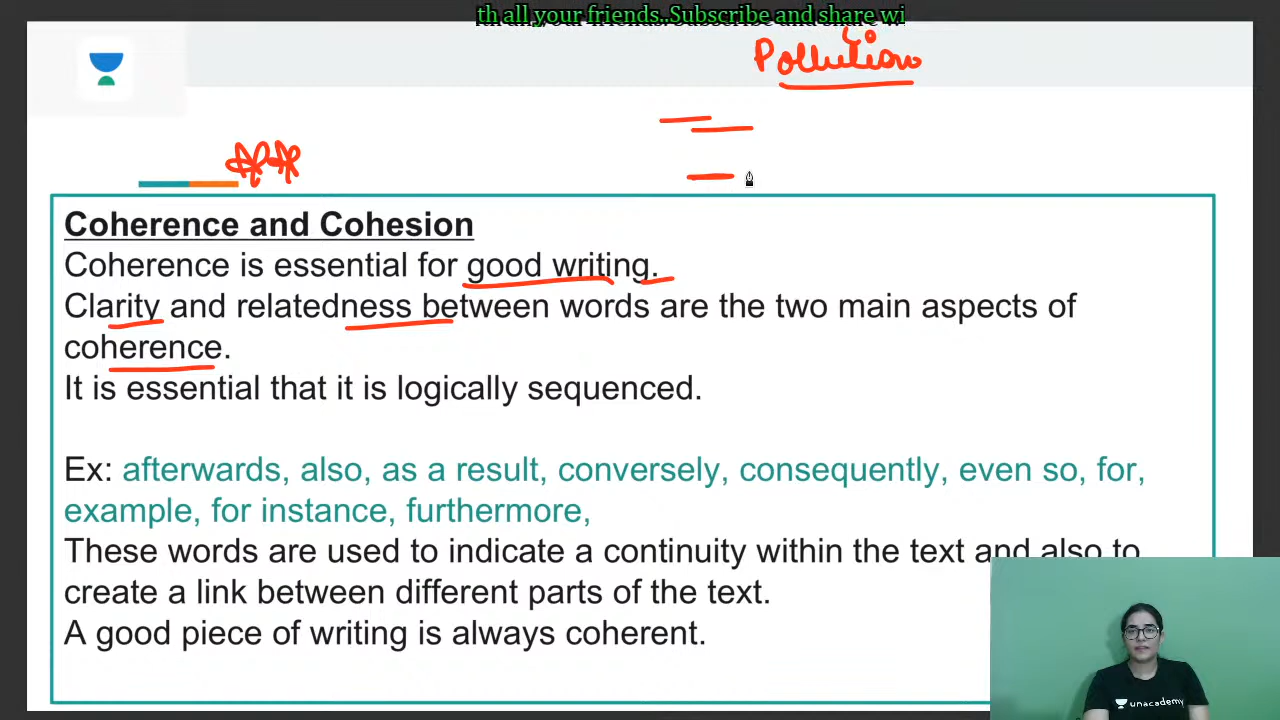 th all your friends..Subscribe and share wi
Pollution
Coherence and Cohesion
Coherence is essential for good writing.
Clarity and relatedness between words are the two main aspects of
coherence.
It is essential that it is logically sequenced.
Ex: afterwards, also, as a result, conversely, consequently, even so, for,
example, for instance, furthermore,
These words are used to indicate a continuity within the text and also to
create a link between different parts of the text.
A good piece of writing is always coherent.
unacademy